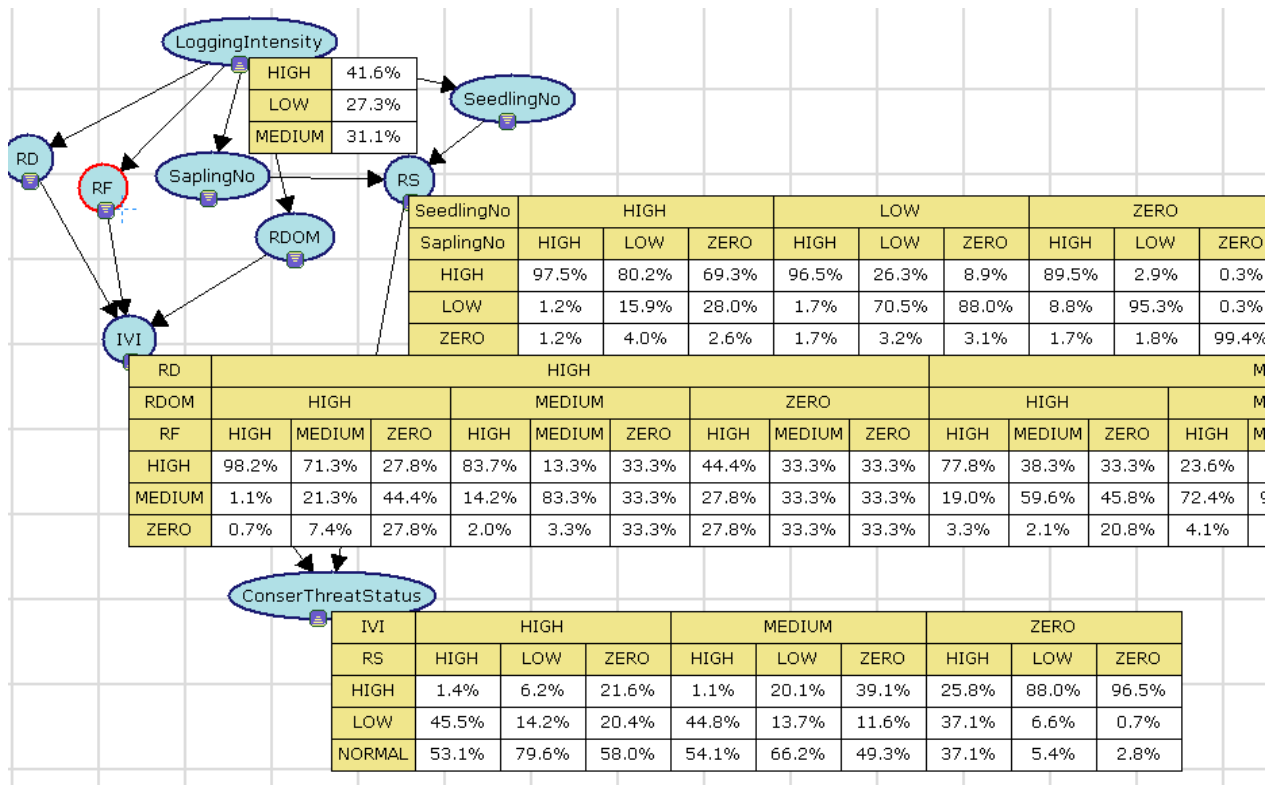 LoggingIntensity
HIGH 41.6%
LOW 27.3%
MEDIUM 31.1%
SeedlingNo
RD
RF
SaplingNo
RS
RDOM
IVI
SeedlingNo HIGH LOW ZERO
SaplingNo HIGH LOW ZERO HIGH LOW ZERO HIGH LOW ZERO
HIGH 97.5% 80.2% 69.3% 96.5% 26.3% 8.9% 89.5% 2.9% 0.3%
LOW 1.2% 15.9% 28.0% 1.7% 70.5% 88.0% 8.8% 95.3% 0.3%
ZERO 1.2% 4.0% 2.6% 1.7% 3.2% 3.1% 1.7% 1.8% 99.4%
RD HIGH M
RDOM HIGH MEDIUM ZERO HIGH M
RF HIGH MEDIUM ZERO HIGH MEDIUM ZERO HIGH MEDIUM ZERO HIGH MEDIUM ZERO HIGH M
HIGH 98.2% 71.3% 27.8% 83.7% 13.3% 33.3% 44.4% 33.3% 33.3% 77.8% 38.3% 33.3% 23.6%
MEDIUM 1.1% 21.3% 44.4% 14.2% 83.3% 33.3% 27.8% 33.3% 33.3% 19.0% 59.6% 45.8% 72.4%
ZERO 0.7% 7.4% 27.8% 2.0% 3.3% 33.3% 27.8% 33.3% 33.3% 3.3% 2.1% 20.8% 4.1%
ConserThreatStatus
IVI HIGH MEDIUM ZERO
RS HIGH LOW ZERO HIGH LOW ZERO HIGH LOW ZERO
HIGH 1.4% 6.2% 21.6% 1.1% 20.1% 39.1% 25.8% 88.0% 96.5%
LOW 45.5% 14.2% 20.4% 44.8% 13.7% 11.6% 37.1% 6.6% 0.7%
NORMAL 53.1% 79.6% 58.0% 54.1% 66.2% 49.3% 37.1% 5.4% 2.8%